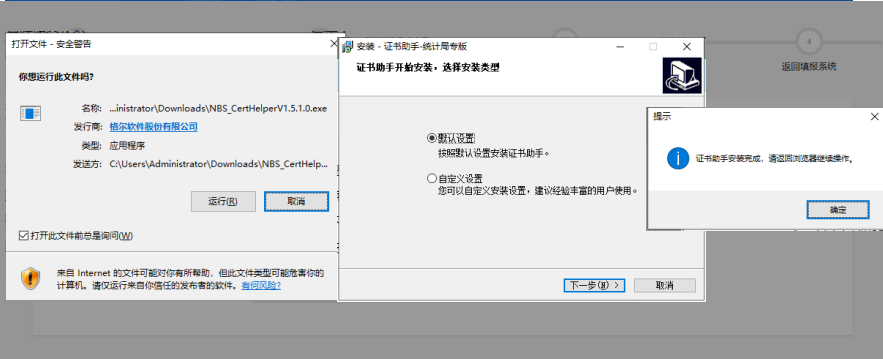 打开文件 - 安全警告
你想运行此文件吗?
名称: ...inistrator\Downloads\NBS_CertHelperV1.5.1.0.exe
发行商: 格尔软件股份有限公司
类型: 应用程序
发送方: C:\Users\Administrator\Downloads\NBS_CertHelp...
运行(R)
取消
打开此文件前总是询问(W)
来自 Internet 的文件可能对你有所帮助，但此文件类型可能危害你的
计算机。请仅运行来自你信任的发布者的软件。有何风险?
安装 - 证书助手-统计局专版
证书助手开始安装，选择安装类型
默认设置
按照默认设置安装证书助手。
自定义设置
您可以自定义安装设置，建议经验丰富的用户使用。
下一步(N) >
取消
4
返回填报系统
提示
证书助手安装完成，请返回浏览器继续操作。
确定